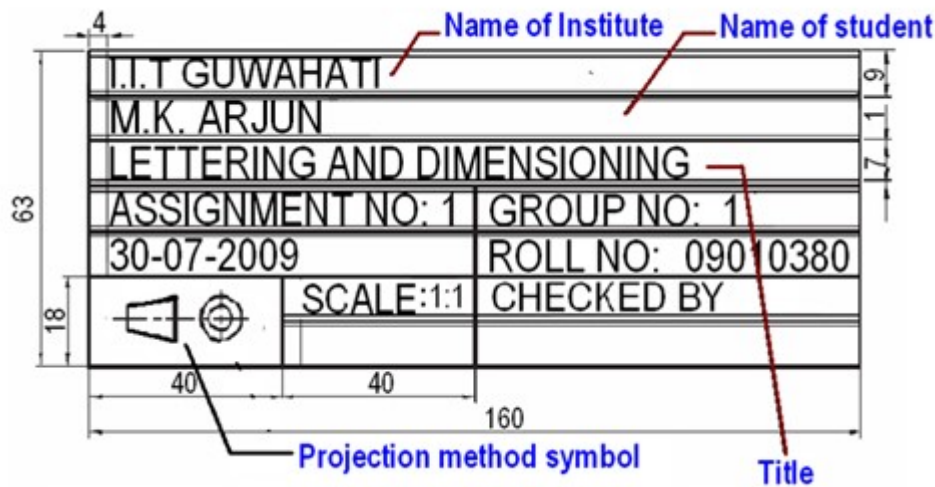 4
Name of Institute
Name of student
I.I.T GUWAHATI
9
M.K. ARJUN
1
LETTERING AND DIMENSIONING
7
63
ASSIGNMENT NO: 1 GROUP NO: 1
30-07-2009 ROLL NO: 09010380
18
SCALE:1:1 CHECKED BY
40 40
160
Projection method symbol
Title